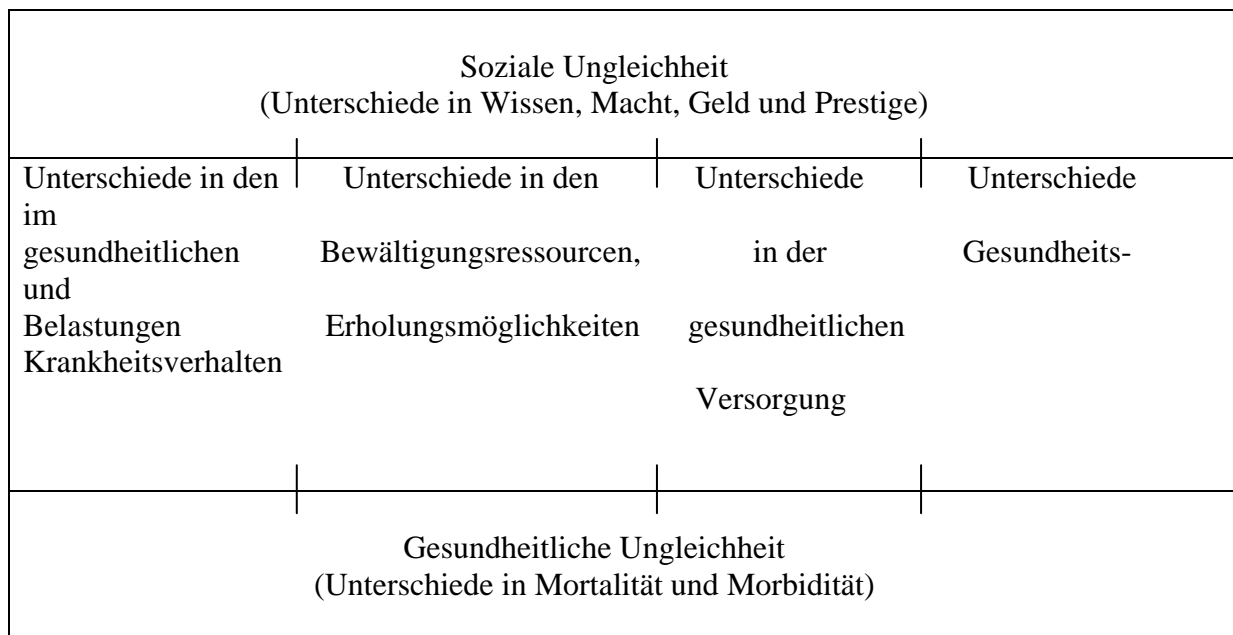 Soziale Ungleichheit
(Unterschiede in Wissen, Macht, Geld und Prestige)
Unterschiede in den Unterschiede in den Unterschiede Unterschiede
im
gesundheitlichen Bewältigungsressourcen, in der Gesundheits-
und
Belastungen Erholungsmöglichkeiten gesundheitlichen
Krankheitsverhalten
Versorgung
Gesundheitliche Ungleichheit
(Unterschiede in Mortalität und Morbidität)